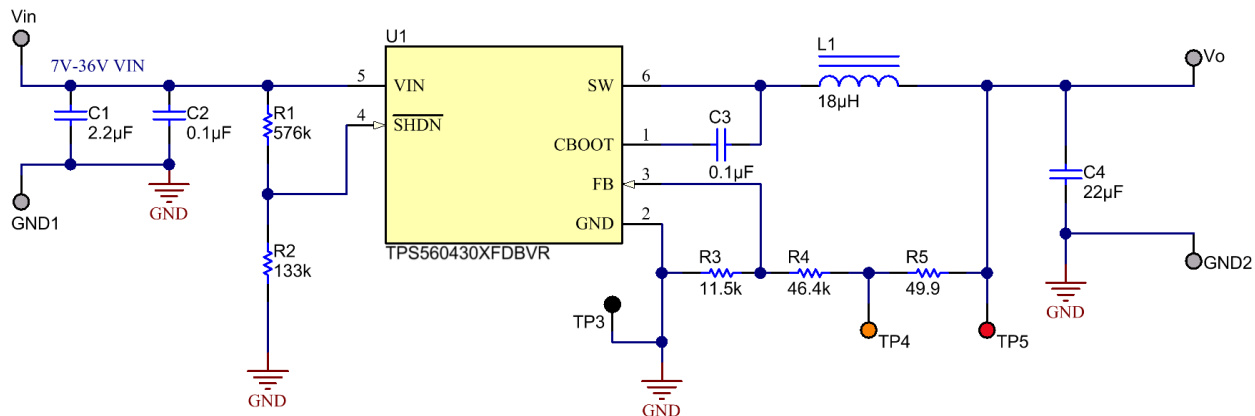 Vin
U1
L1
Vo
7V-36V VIN
5
VIN
SW
6
18µH
C1
2.2µF
C2
0.1µF
R1
576k
4
SHDN
C3
0.1µF
1
CBOOT
3
FB
C4
22µF
GND1
GND
2
GND
R2
133k
TPS560430XFDBVR
R3
11.5k
R4
46.4k
R5
49.9
GND2
TP3
TP4
TP5
GND
GND
GND